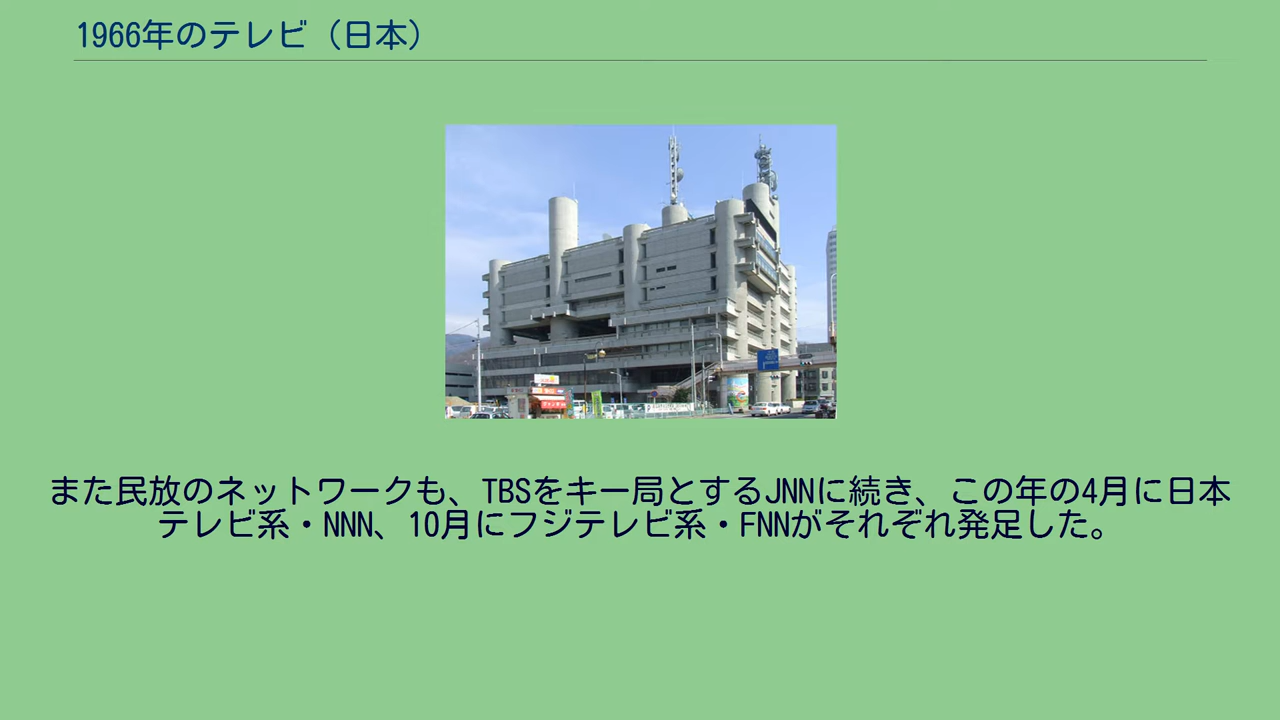 1966年のテレビ（日本）
また民放のネットワークも、TBSをキー局とするJNNに続き、この年の4月に日本
テレビ系・NNN、10月にフジテレビ系・FNNがそれぞれ発足した。